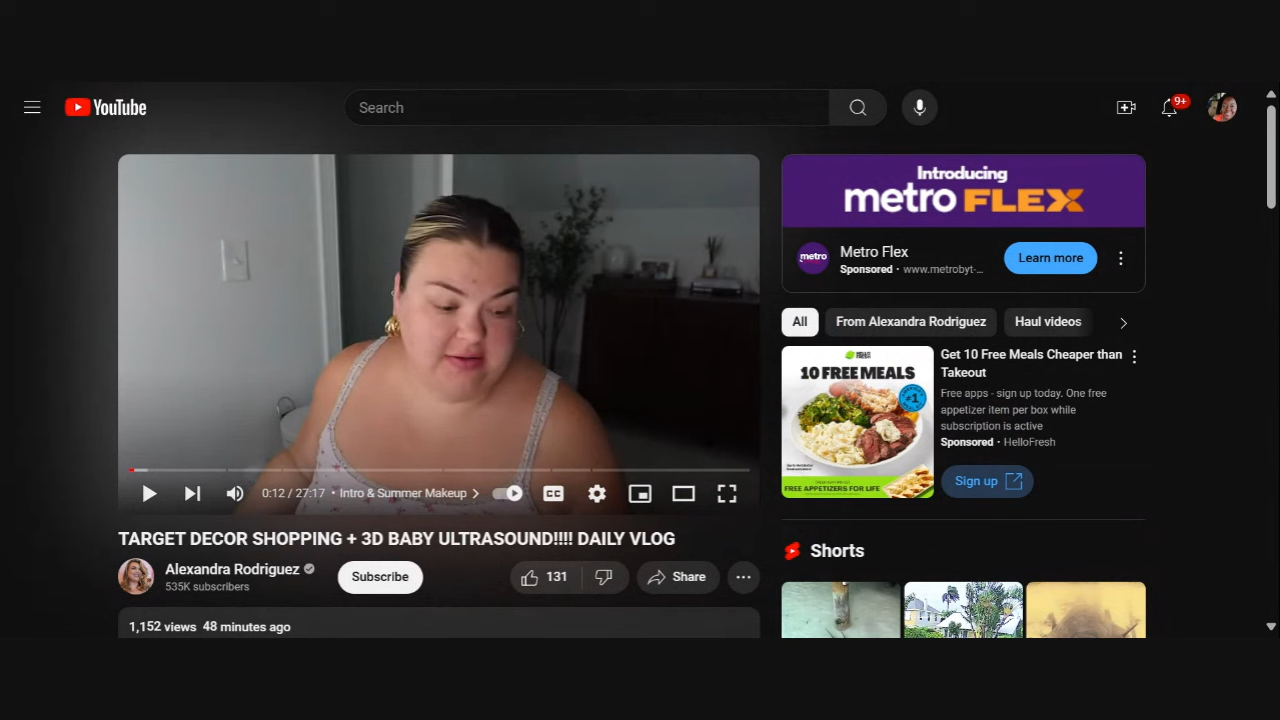 YouTube
Search
9+
Introducing
metro FLEX
metro
Metro Flex
Sponsored • www.metrobyt-...
Learn more
All
From Alexandra Rodriguez
Haul videos
10 FREE MEALS
#1
FREE APPETIZERS FOR LIFE
Get 10 Free Meals Cheaper than
Takeout
Free apps - sign up today. One free
appetizer item per box while
subscription is active
Sponsored • HelloFresh
Sign up
0:12 / 27:17 • Intro & Summer Makeup
CC
TARGET DECOR SHOPPING + 3D BABY ULTRASOUND!!!! DAILY VLOG
Alexandra Rodriguez
535K subscribers
Subscribe
131
Share
1,152 views 48 minutes ago
Shorts